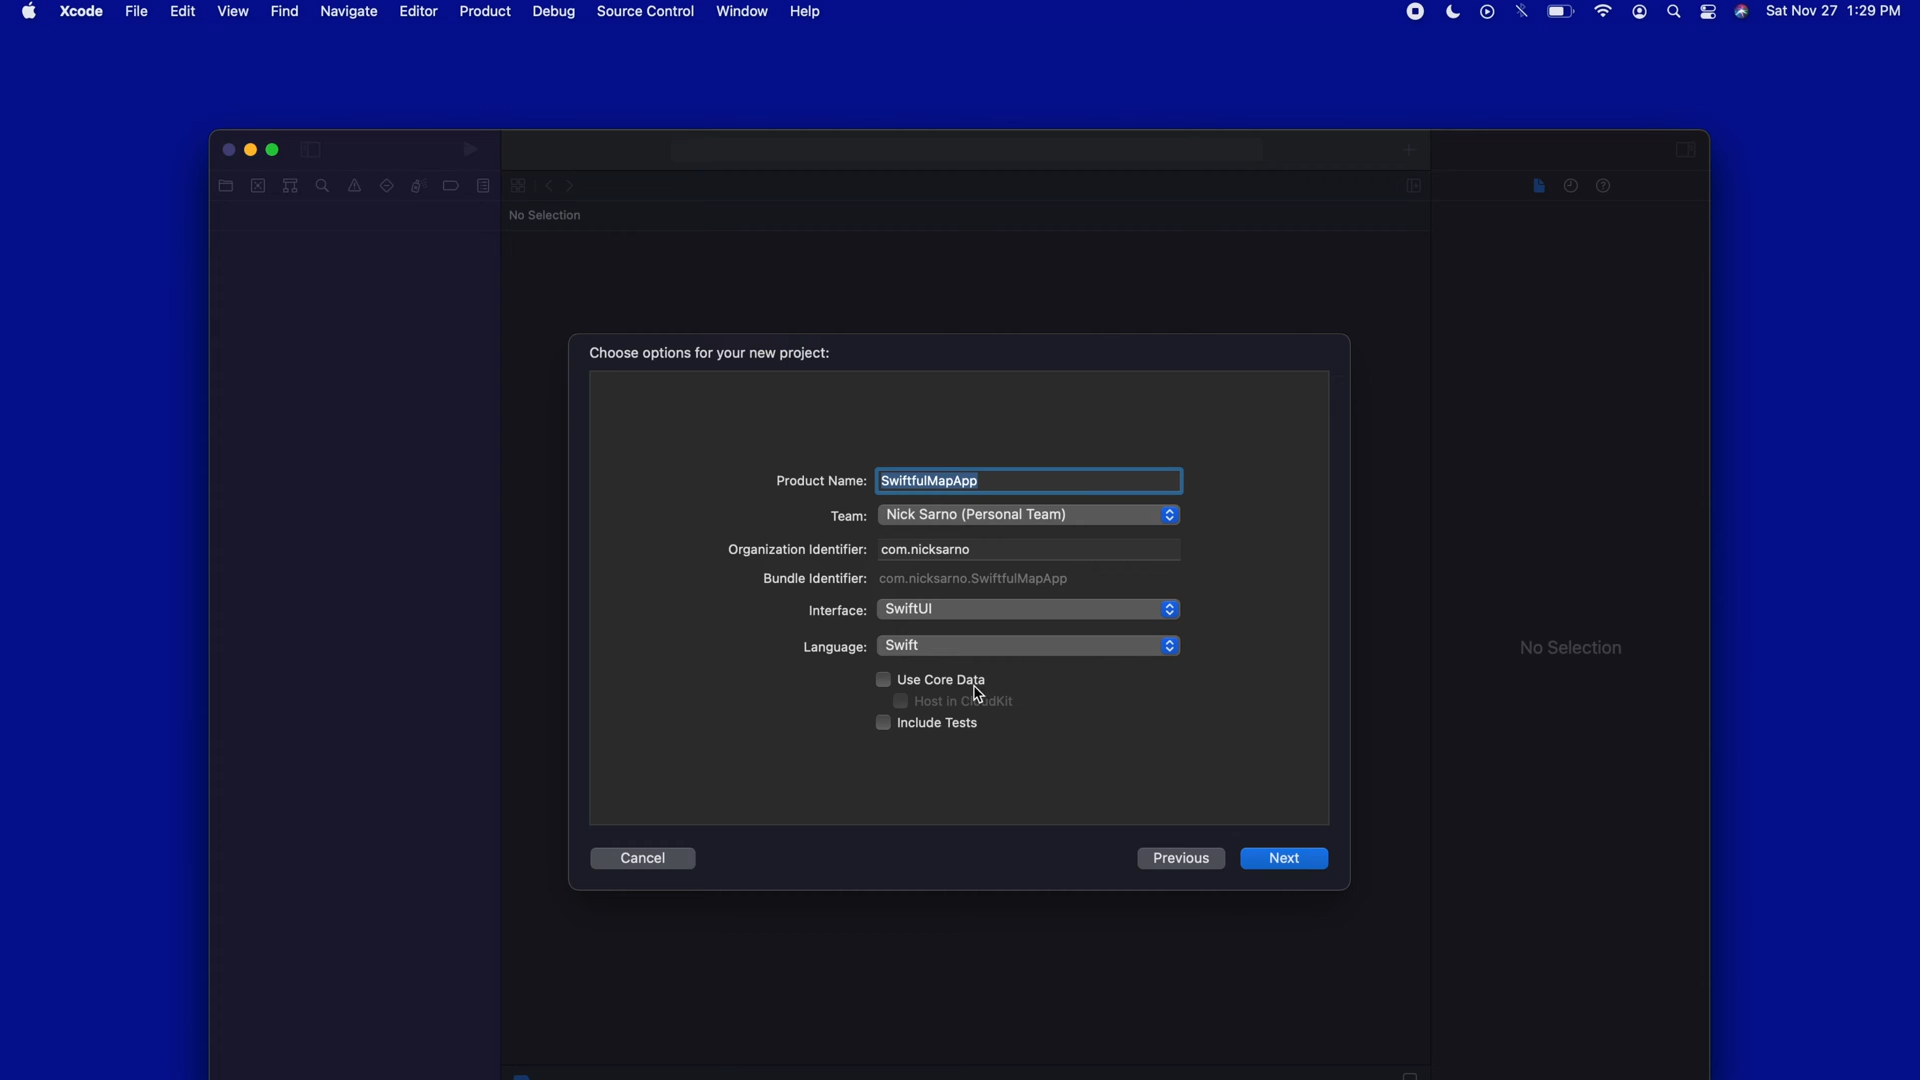 Xcode File Edit View Find Navigate Editor Product Debug Source Control Window Help Sat Nov 27 1:29 PM
No Selection
Choose options for your new project:
Product Name: SwiftfulMapApp
Team: Nick Sarno (Personal Team)
Organization Identifier: com.nicksarno
Bundle Identifier: com.nicksarno.SwiftfulMapApp
Interface: SwiftUI
Language: Swift
No Selection
Use Core Data
Host in CloudKit
Include Tests
Cancel Previous Next